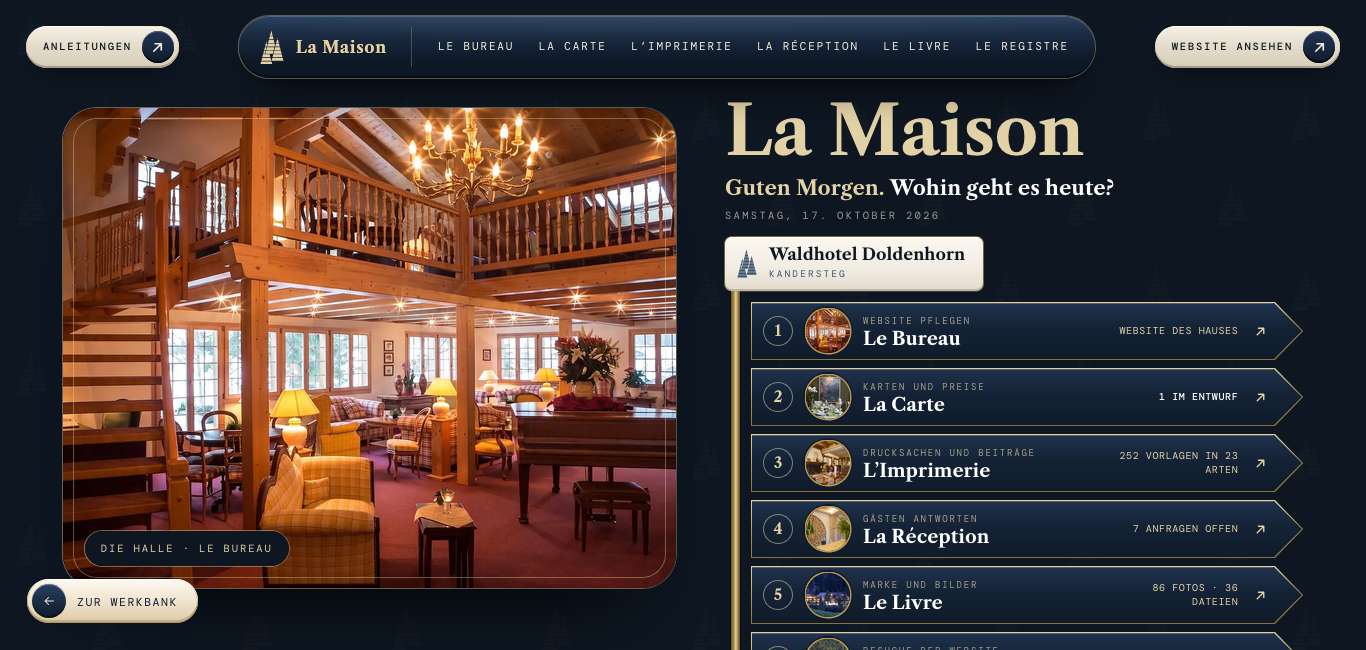 ANLEITUNGEN
La Maison
LE BUREAU
LA CARTE
L'IMPRIMERIE
LA RÉCEPTION
LE LIVRE
LE REGISTRE
WEBSITE ANSEHEN
La Maison
Guten Morgen. Wohin geht es heute?
SAMSTAG, 17. OKTOBER 2026
Waldhotel Doldenhorn
KANDERSTEG
1
WEBSITE PFLEGEN
Le Bureau
WEBSITE DES HAUSES
2
KARTEN UND PREISE
La Carte
1 IM ENTWURF
3
DRUCKSACHEN UND BEITRÄGE
L’Imprimerie
252 VORLAGEN IN 23
ARTEN
4
GÄSTEN ANTWORTEN
La Réception
7 ANFRAGEN OFFEN
5
MARKE UND BILDER
Le Livre
86 FOTOS · 36
DATEIEN
BESUCHE DER WEBSITE
DIE HALLE · LE BUREAU
ZUR WERKBANK